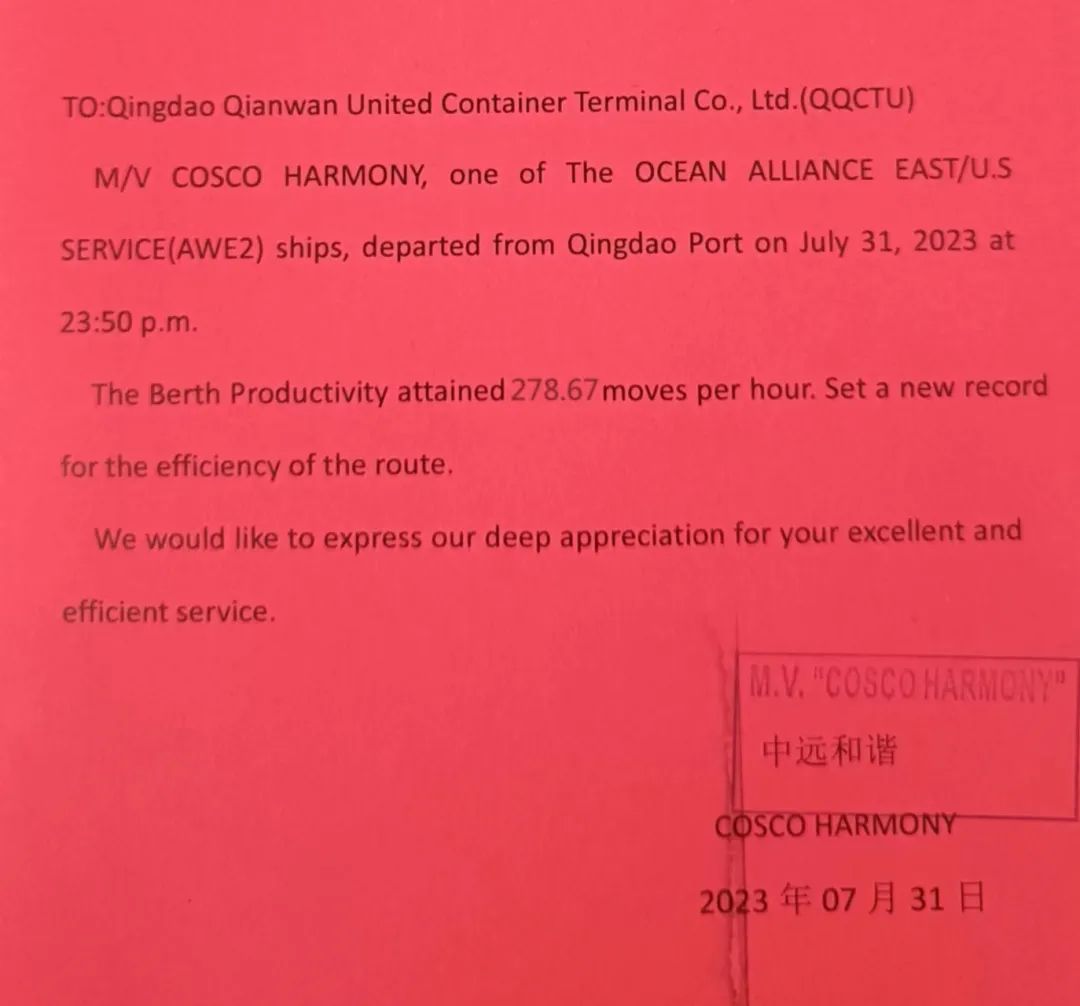 TO:Qingdao Qianwan United Container Terminal Co., Ltd.(QQCTU)
M/V COSCO HARMONY, one of The OCEAN ALLIANCE EAST/U.S
SERVICE(AWE2) ships, departed from Qingdao Port on July 31, 2023 at
23:50 p.m.
The Berth Productivity attained 278.67 moves per hour. Set a new record
for the efficiency of the route.
We would like to express our deep appreciation for your excellent and
efficient service.
M.V. "COSCO HARMONY"
中远和谐
COSCO HARMONY
2023 年 07 月 31 日